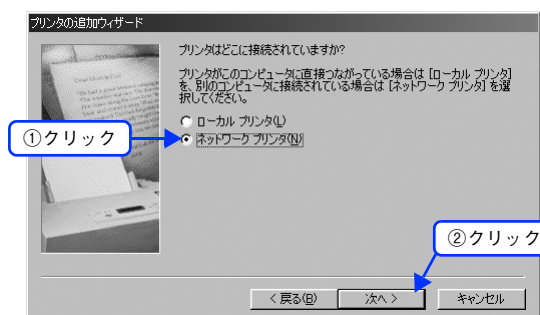 プリンタの追加ウィザード
プリンタはどこに接続されていますか?
プリンタがこのコンピュータに直接つながっている場合は [ローカル プリンタ]
を、別のコンピュータに接続されている場合は [ネットワーク プリンタ] を選
択してください。
ローカル プリンタ(L)
①クリック
ネットワーク プリンタ(N)
②クリック
< 戻る(B)
次へ >
キャンセル